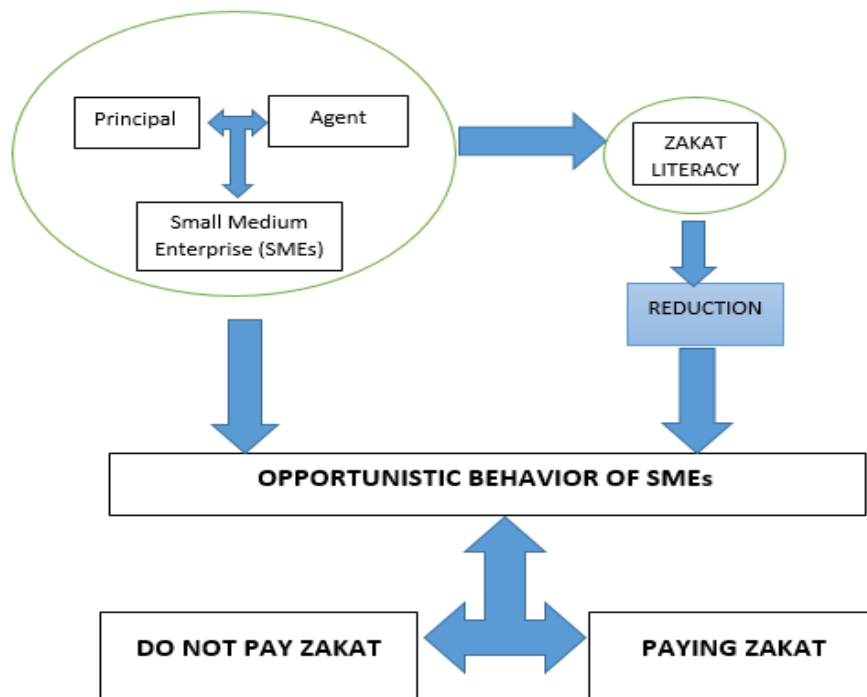 Principal
Agent
Small Medium
Enterprise (SMEs)
ZAKAT
LITERACY
REDUCTION
OPPORTUNISTIC BEHAVIOR OF SMEs
DO NOT PAY ZAKAT
PAYING ZAKAT